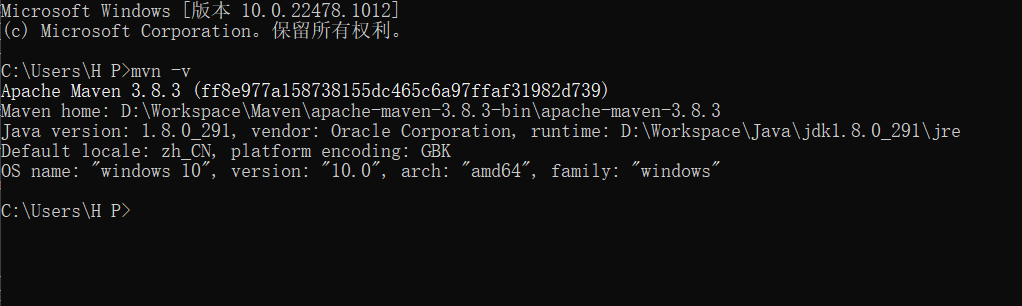 Microsoft Windows [版本 10.0.22478.1012]
(c) Microsoft Corporation。保留所有权利。
C:\Users\H P>mvn -v
Apache Maven 3.8.3 (ff8e977a158738155dc465c6a97ffaf31982d739)
Maven home: D:\Workspace\Maven\apache-maven-3.8.3-bin\apache-maven-3.8.3
Java version: 1.8.0_291, vendor: Oracle Corporation, runtime: D:\Workspace\Java\jdk1.8.0_291\jre
Default locale: zh_CN, platform encoding: GBK
OS name: "windows 10", version: "10.0", arch: "amd64", family: "windows"
C:\Users\H P>